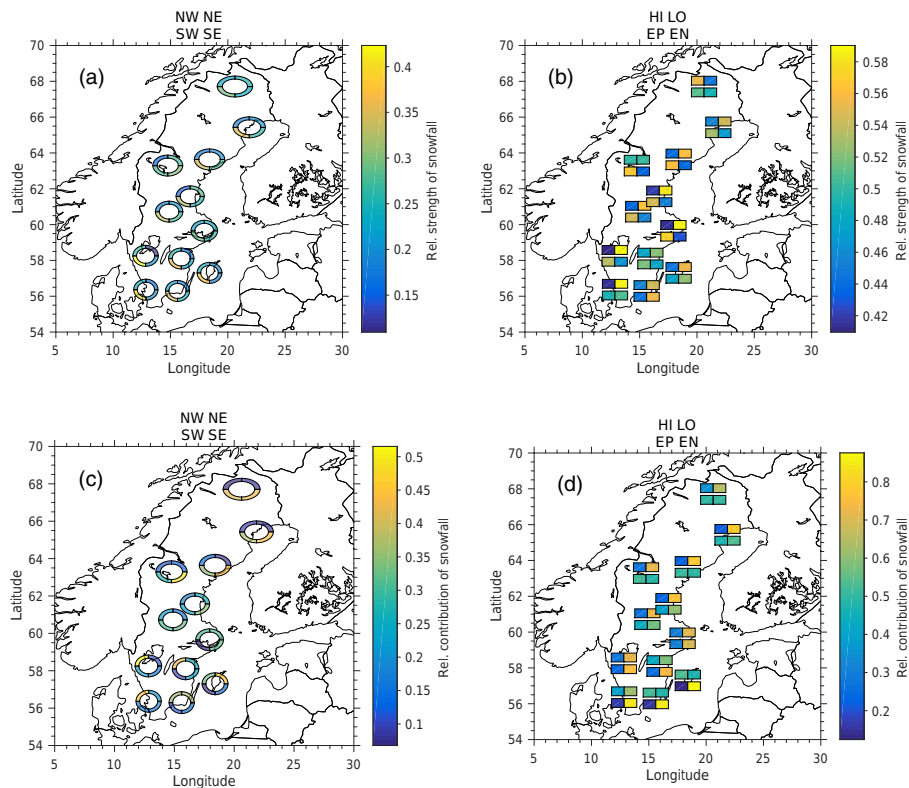 NW NE
SW SE
(a)
70
68
66
64
62
60
58
56
54
Latitude
5 10 15 20 25 30
Longitude
0.4
0.35
0.3
0.25
0.2
0.15
Rel. strength of snowfall
HI LO
EP EN
(b)
70
68
66
64
62
60
58
56
54
Latitude
5 10 15 20 25 30
Longitude
0.58
0.56
0.54
0.52
0.5
0.48
0.46
0.44
0.42
Rel. strength of snowfall
NW NE
SW SE
(c)
70
68
66
64
62
60
58
56
54
Latitude
5 10 15 20 25 30
Longitude
0.5
0.45
0.4
0.35
0.3
0.25
0.2
0.15
0.1
Rel. contribution of snowfall
HI LO
EP EN
(d)
70
68
66
64
62
60
58
56
54
Latitude
5 10 15 20 25 30
Longitude
0.8
0.7
0.6
0.5
0.4
0.3
0.2
Rel. contribution of snowfall